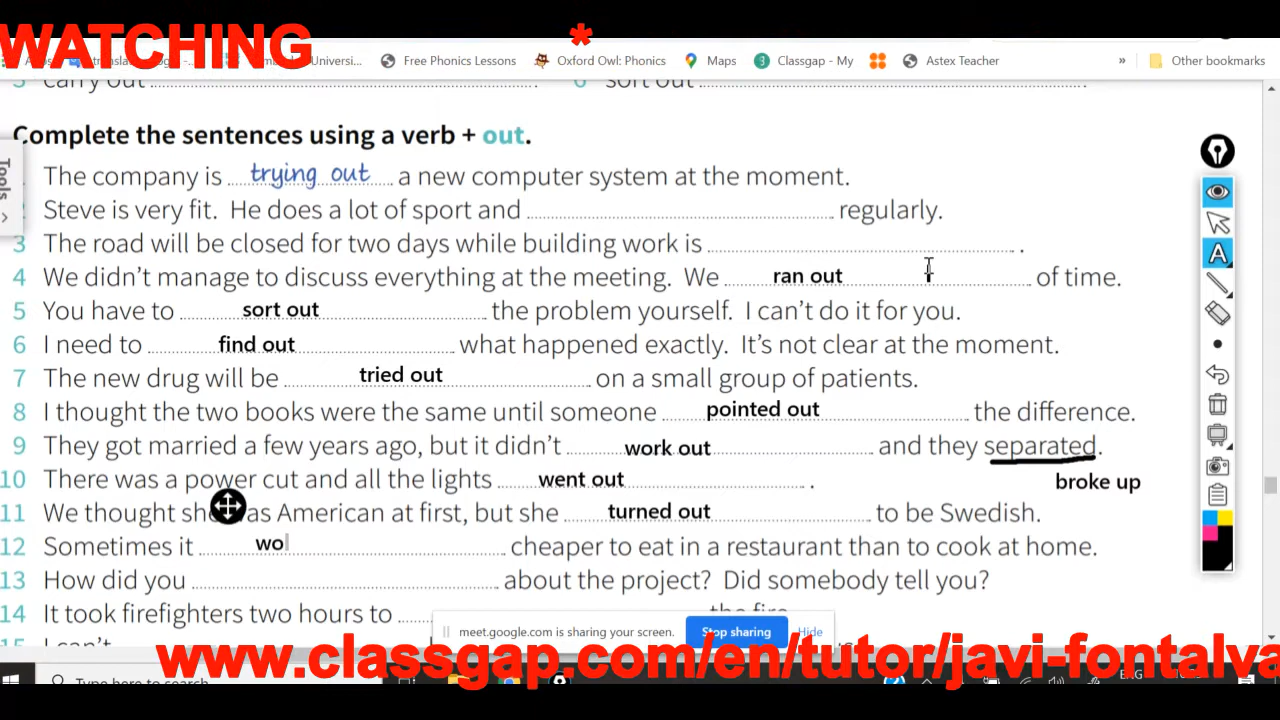 WATCHING *
Free Phonics Lessons Oxford Owl: Phonics Maps Classgap - My Astex Teacher » Other bookmarks
carry out sort out
Complete the sentences using a verb + out.
Tools
The company is trying out a new computer system at the moment.
2 Steve is very fit. He does a lot of sport and regularly.
3 The road will be closed for two days while building work is .
4 We didn't manage to discuss everything at the meeting. We ran out of time.
5 You have to sort out the problem yourself. I can't do it for you.
6 I need to find out what happened exactly. It's not clear at the moment.
7 The new drug will be tried out on a small group of patients.
8 I thought the two books were the same until someone pointed out the difference.
9 They got married a few years ago, but it didn't work out and they separated.
10 There was a power cut and all the lights went out .
broke up
11 We thought she as American at first, but she turned out to be Swedish.
12 Sometimes it wo cheaper to eat in a restaurant than to cook at home.
13 How did you about the project? Did somebody tell you?
14 It took firefighters two hours to the fire
meet.google.com is sharing your screen. Stop sharing Hide
15 I can't
www.classgap.com/en/tutor/javi-fontalva
Type here to search ENG